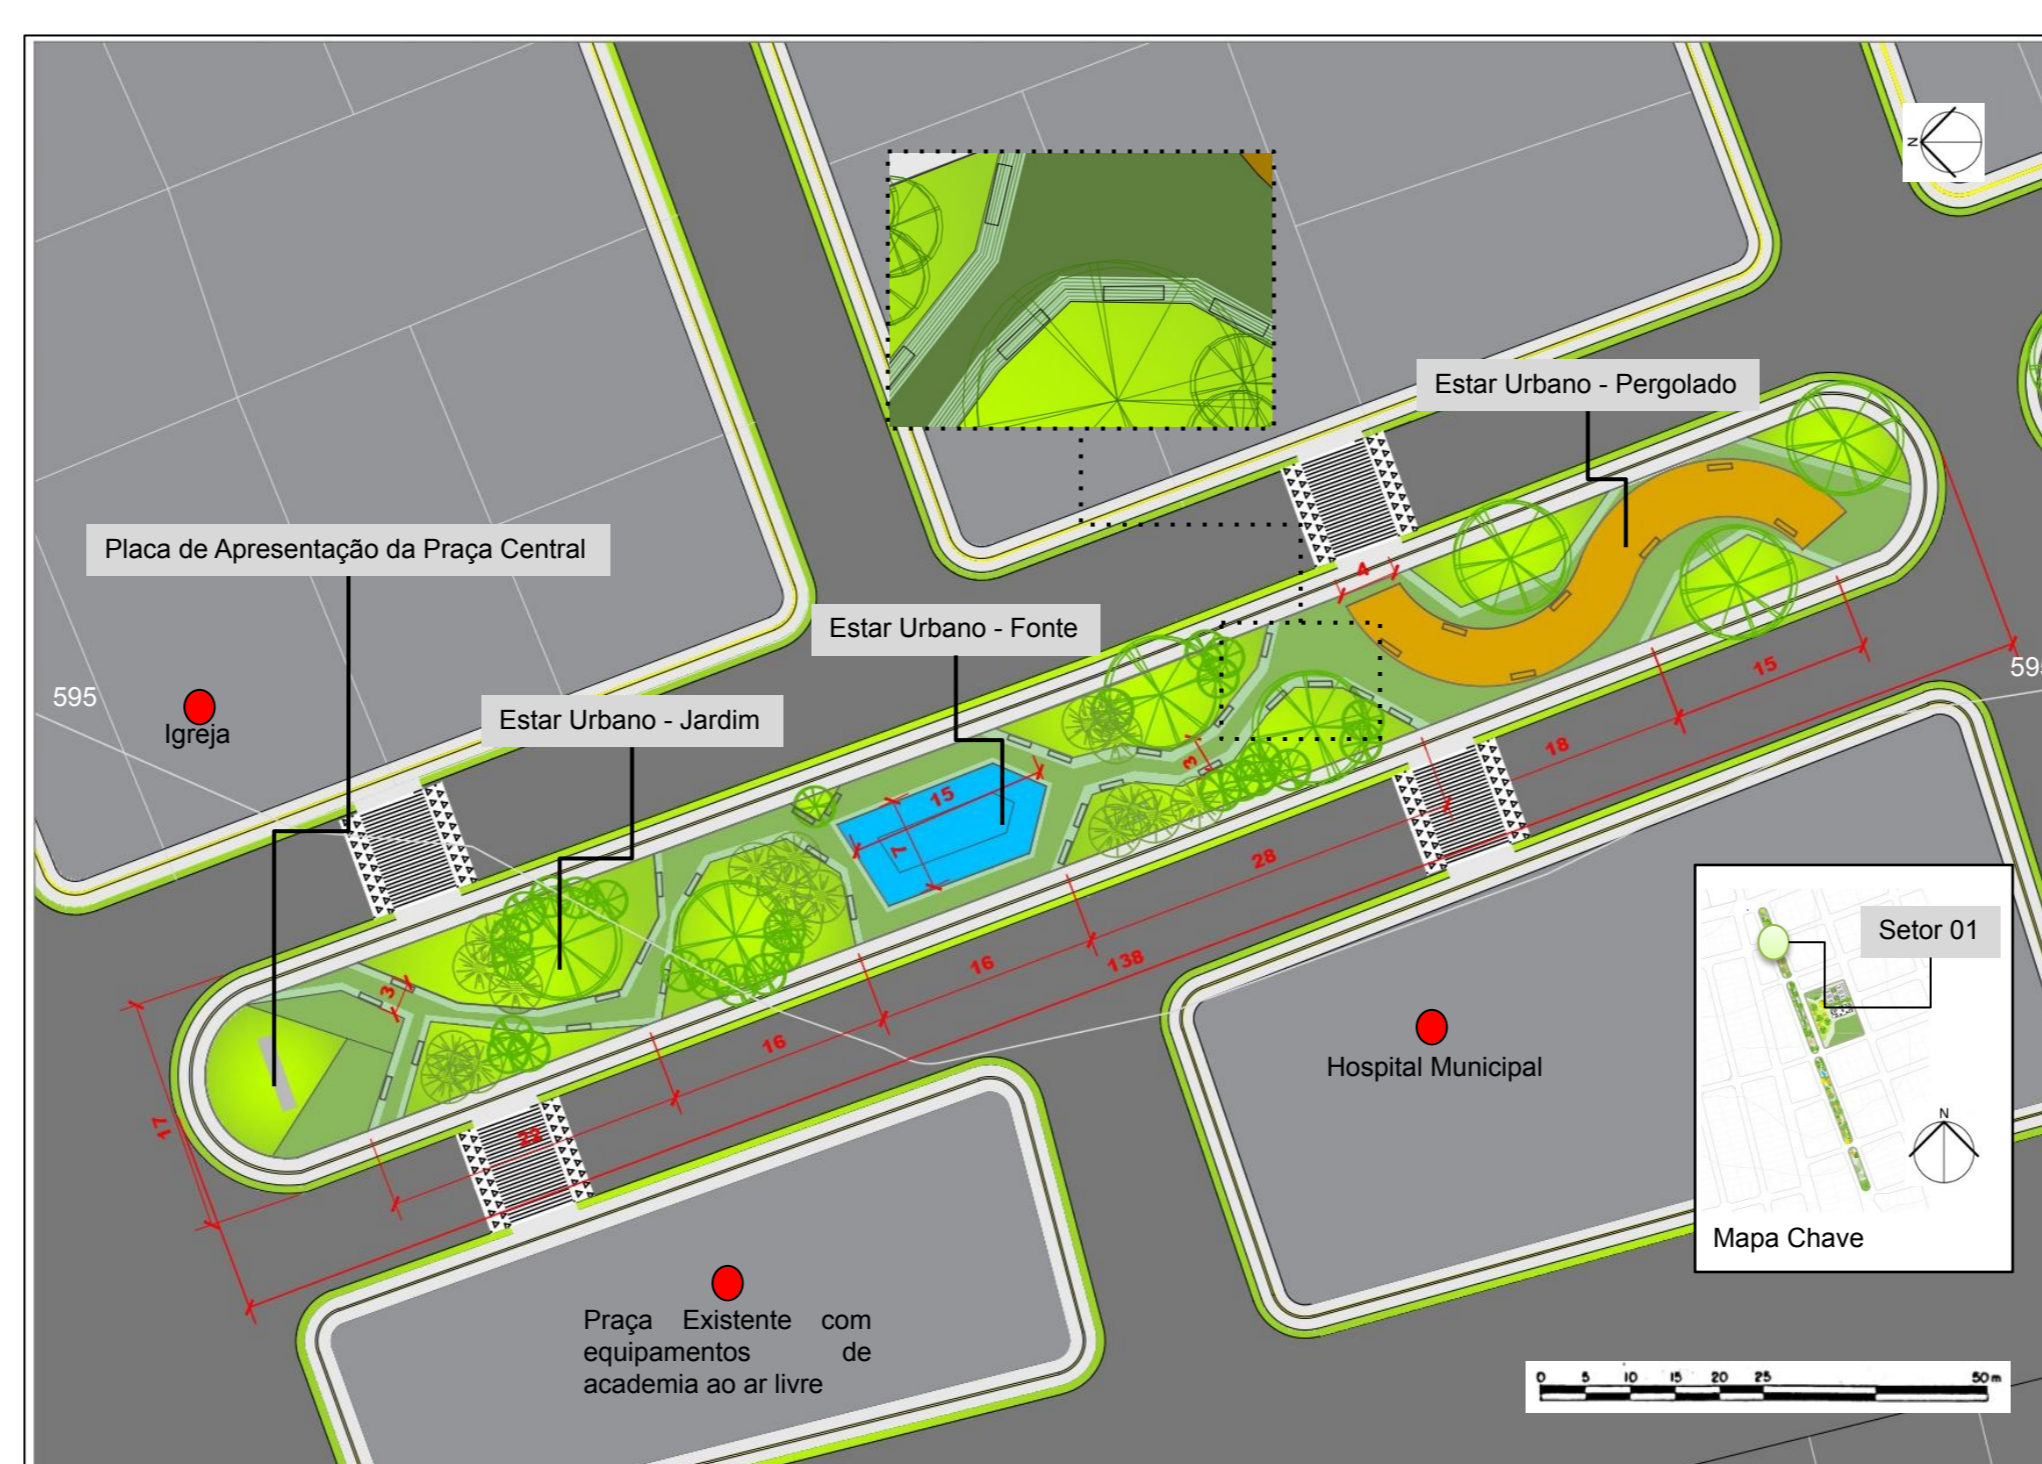 N
Estar Urbano - Pergolado
Placa de Apresentação da Praça Central
4
Estar Urbano - Fonte
595
595
15
Igreja
Estar Urbano - Jardim
18
3
15
7
28
3
16
138
16
17
22
Setor 01
Hospital Municipal
N
Mapa Chave
Praça Existente com
equipamentos de
academia ao ar livre
0 5 10 15 20 25 50 m